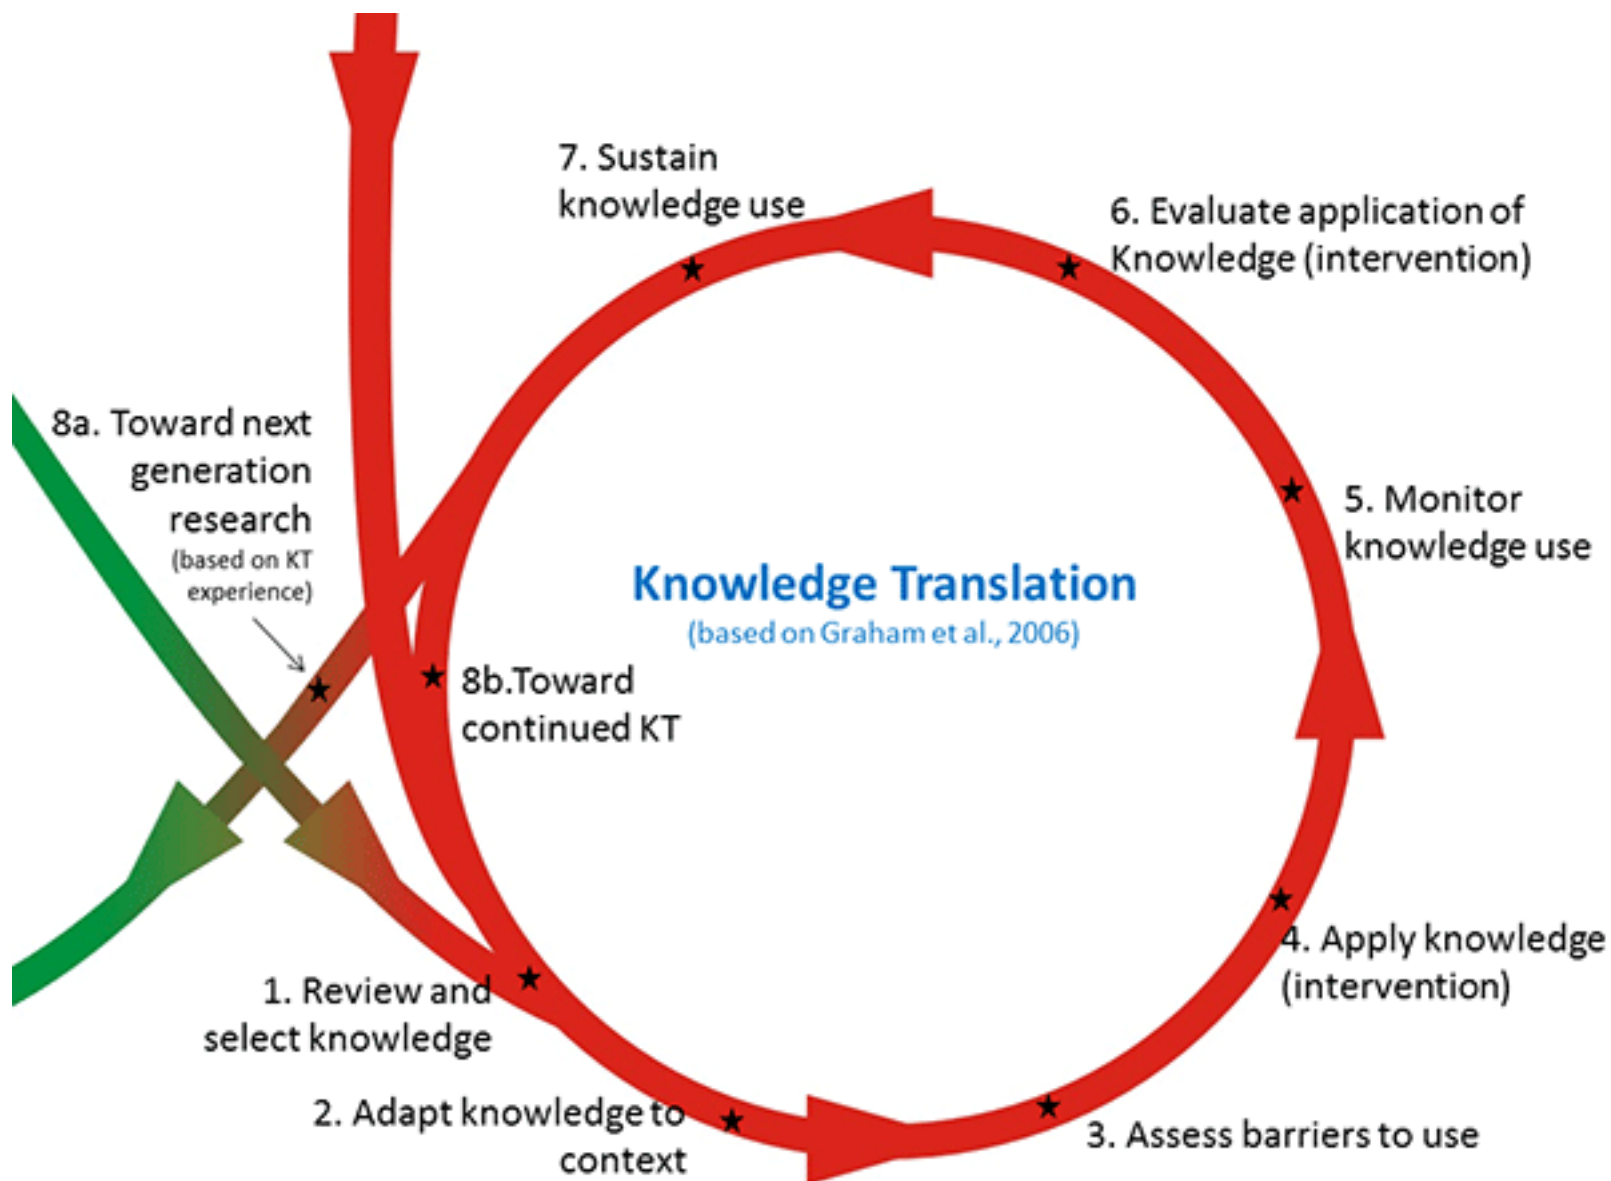 7. Sustain
knowledge use
6. Evaluate application of
Knowledge (intervention)
8a. Toward next
generation
research
(based on KT
experience)
5. Monitor
knowledge use
Knowledge Translation
(based on Graham et al., 2006)
8b.Toward
continued KT
4. Apply knowledge
(intervention)
1. Review and
select knowledge
2. Adapt knowledge to
context
3. Assess barriers to use